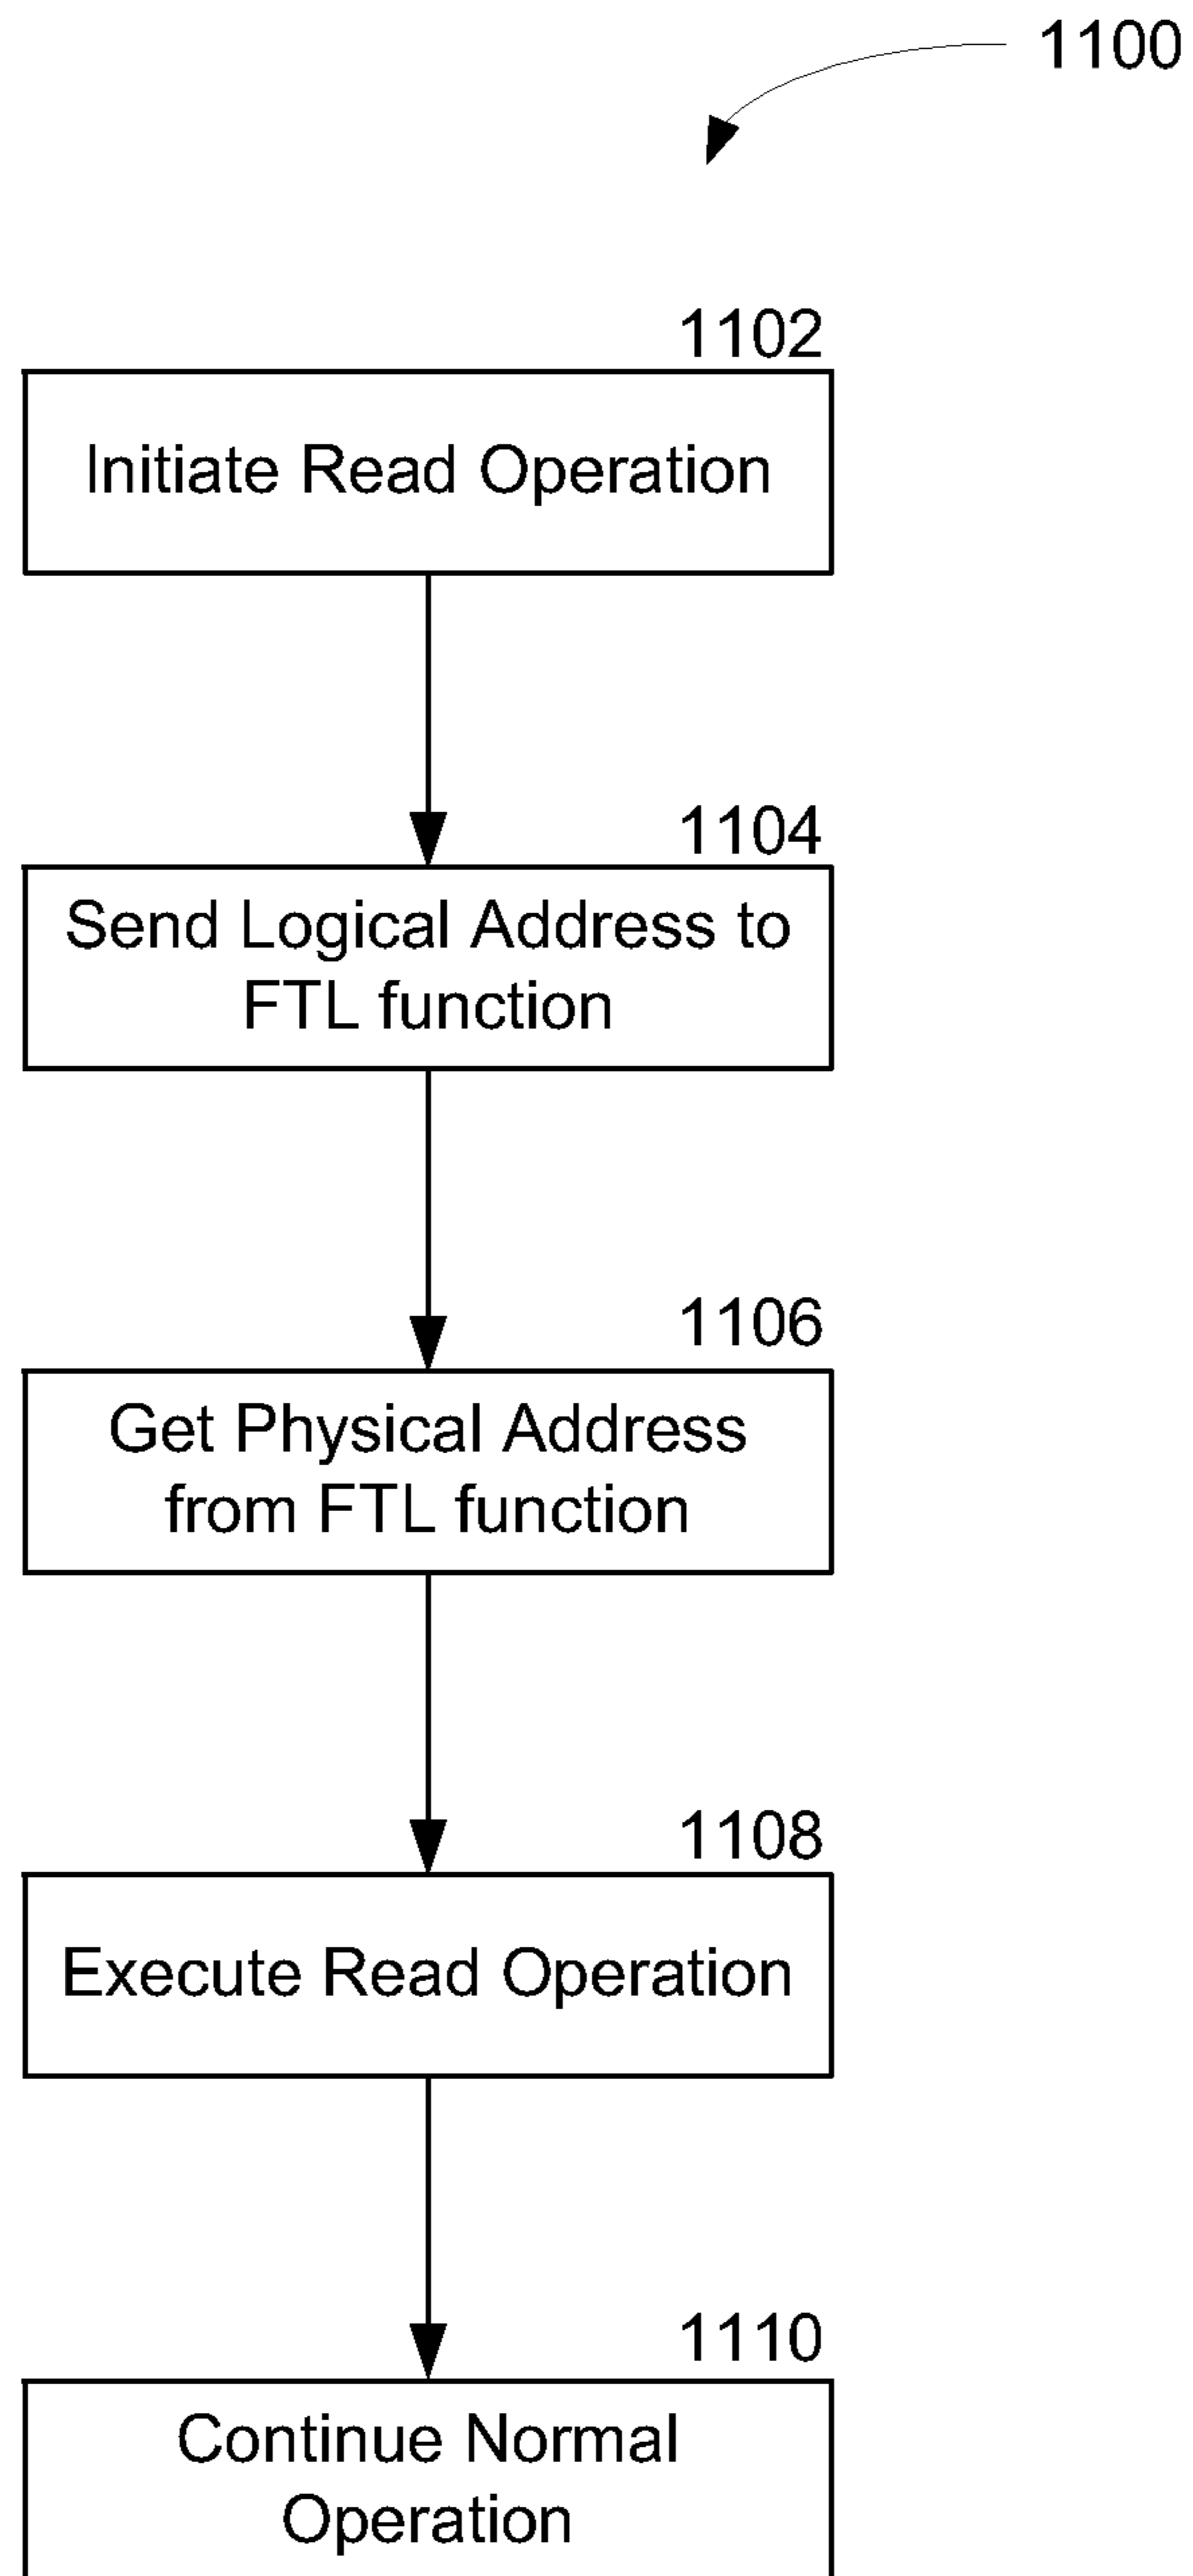 1100
1102
Initiate Read Operation
1104
Send Logical Address to
FTL function
1106
Get Physical Address
from FTL function
1108
Execute Read Operation
1110
Continue Normal
Operation